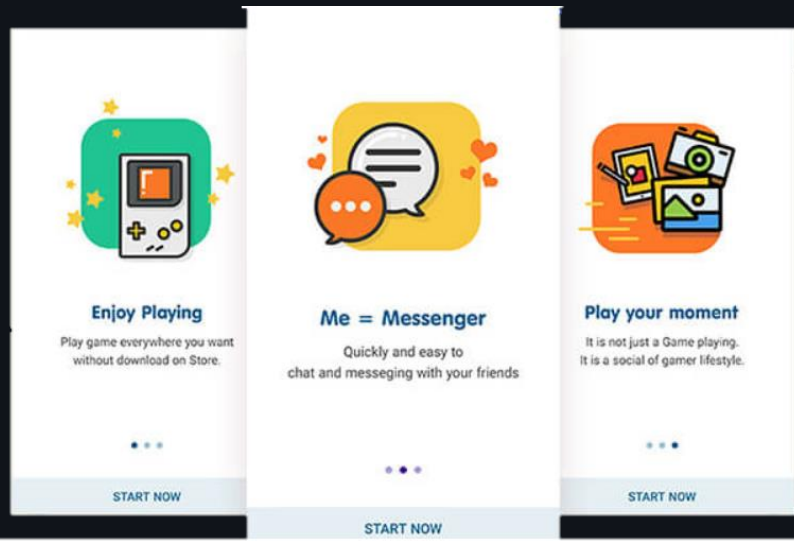 Enjoy Playing
Play game everywhere you want
without download on Store.
START NOW
Me = Messenger
Quickly and easy to
chat and messeging with your friends
START NOW
Play your moment
It is not just a Game playing.
It is a social of gamer lifestyle.
START NOW